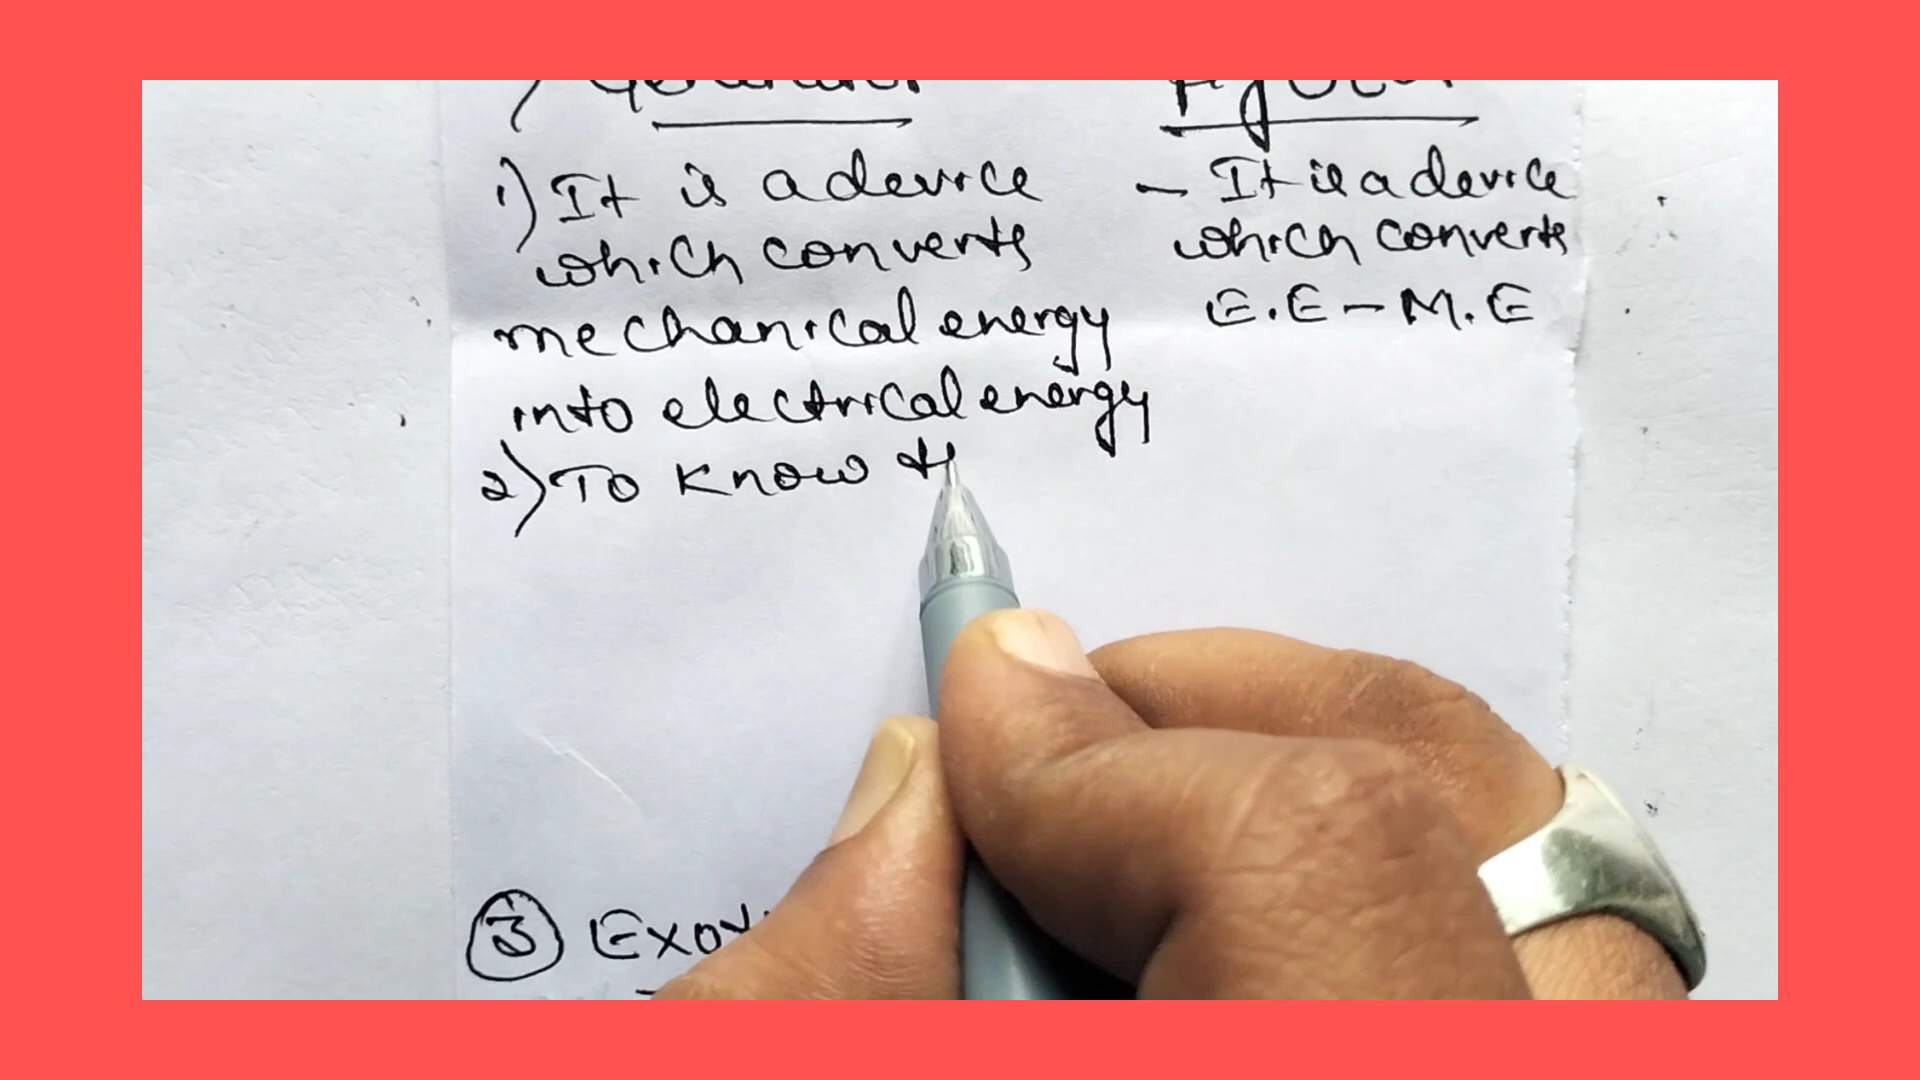 1) It is a device
which converts
mechanical energy
into electrical energy
2) To know
- It is a device
which converts
E.E - M.E
3